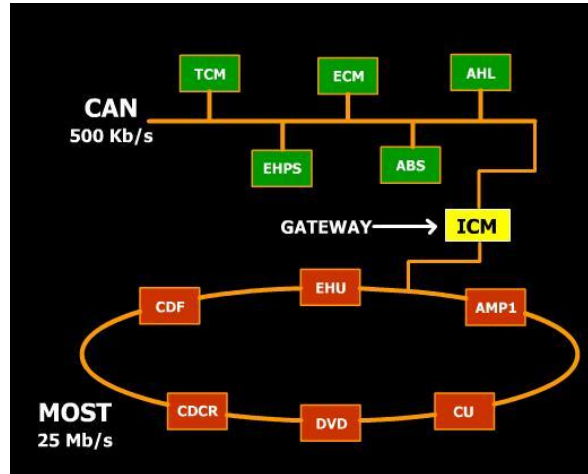 TCM
ECM
AHL
CAN
500 Kb/s
EHPS
ABS
GATEWAY
ICM
EHU
CDF
AMP1
MOST
25 Mb/s
CDCR
DVD
CU